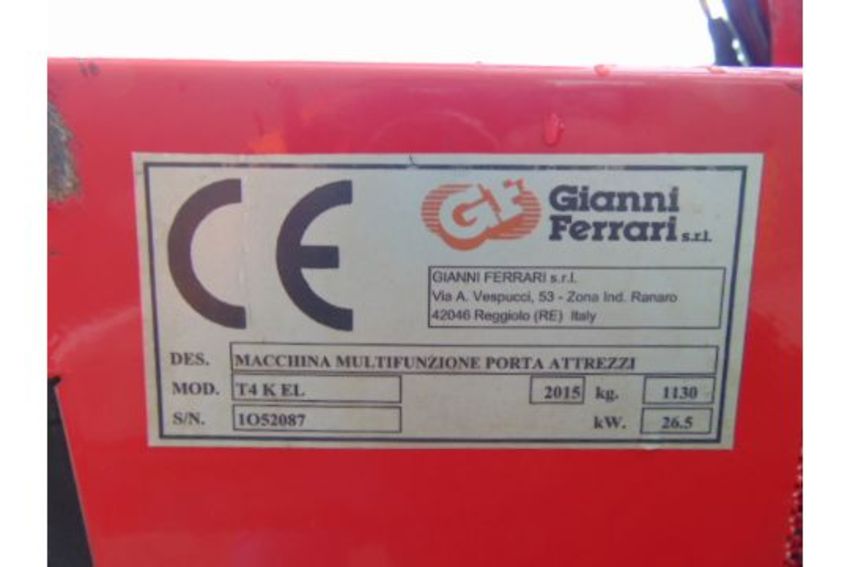 CE
GF Gianni
Ferrari s.r.l.
GIANNI FERRARI s.r.l.
Via A. Vespucci, 53 - Zona Ind. Ranaro
42046 Reggiolo (RE) Italy
DES. MACCHINA MULTIFUNZIONE PORTA ATTREZZI
MOD. T4 K EL 2015 kg. 1130
S/N. 1O52087 kW. 26.5